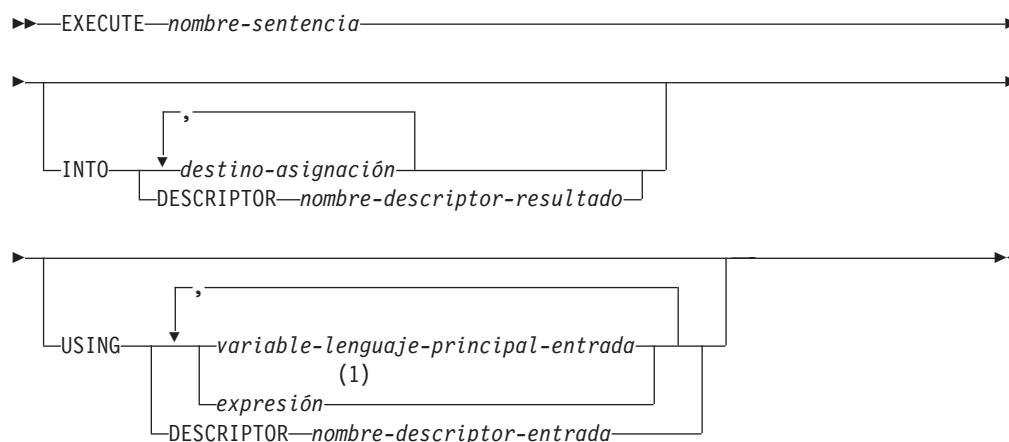 EXECUTE nombre-sentencia
,
INTO destino-asignación
DESCRIPTOR nombre-descriptor-resultado
,
USING variable-lenguaje-principal-entrada
(1)
expresión
DESCRIPTOR nombre-descriptor-entrada